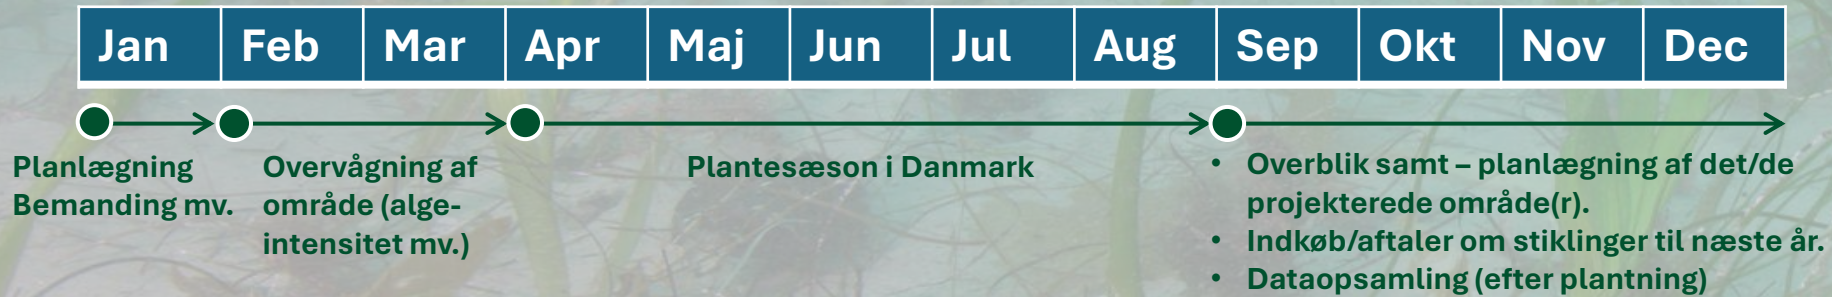 Jan Feb Mar Apr Maj Jun Jul Aug Sep Okt Nov Dec
Planlægning
Bemanding mv.
Overvågning af
område (alge-
intensitet mv.)
Plantesæson i Danmark
• Overblik samt – planlægning af det/de
projekterede område(r).
• Indkøb/aftaler om stiklinger til næste år.
• Dataopsamling (efter plantning)